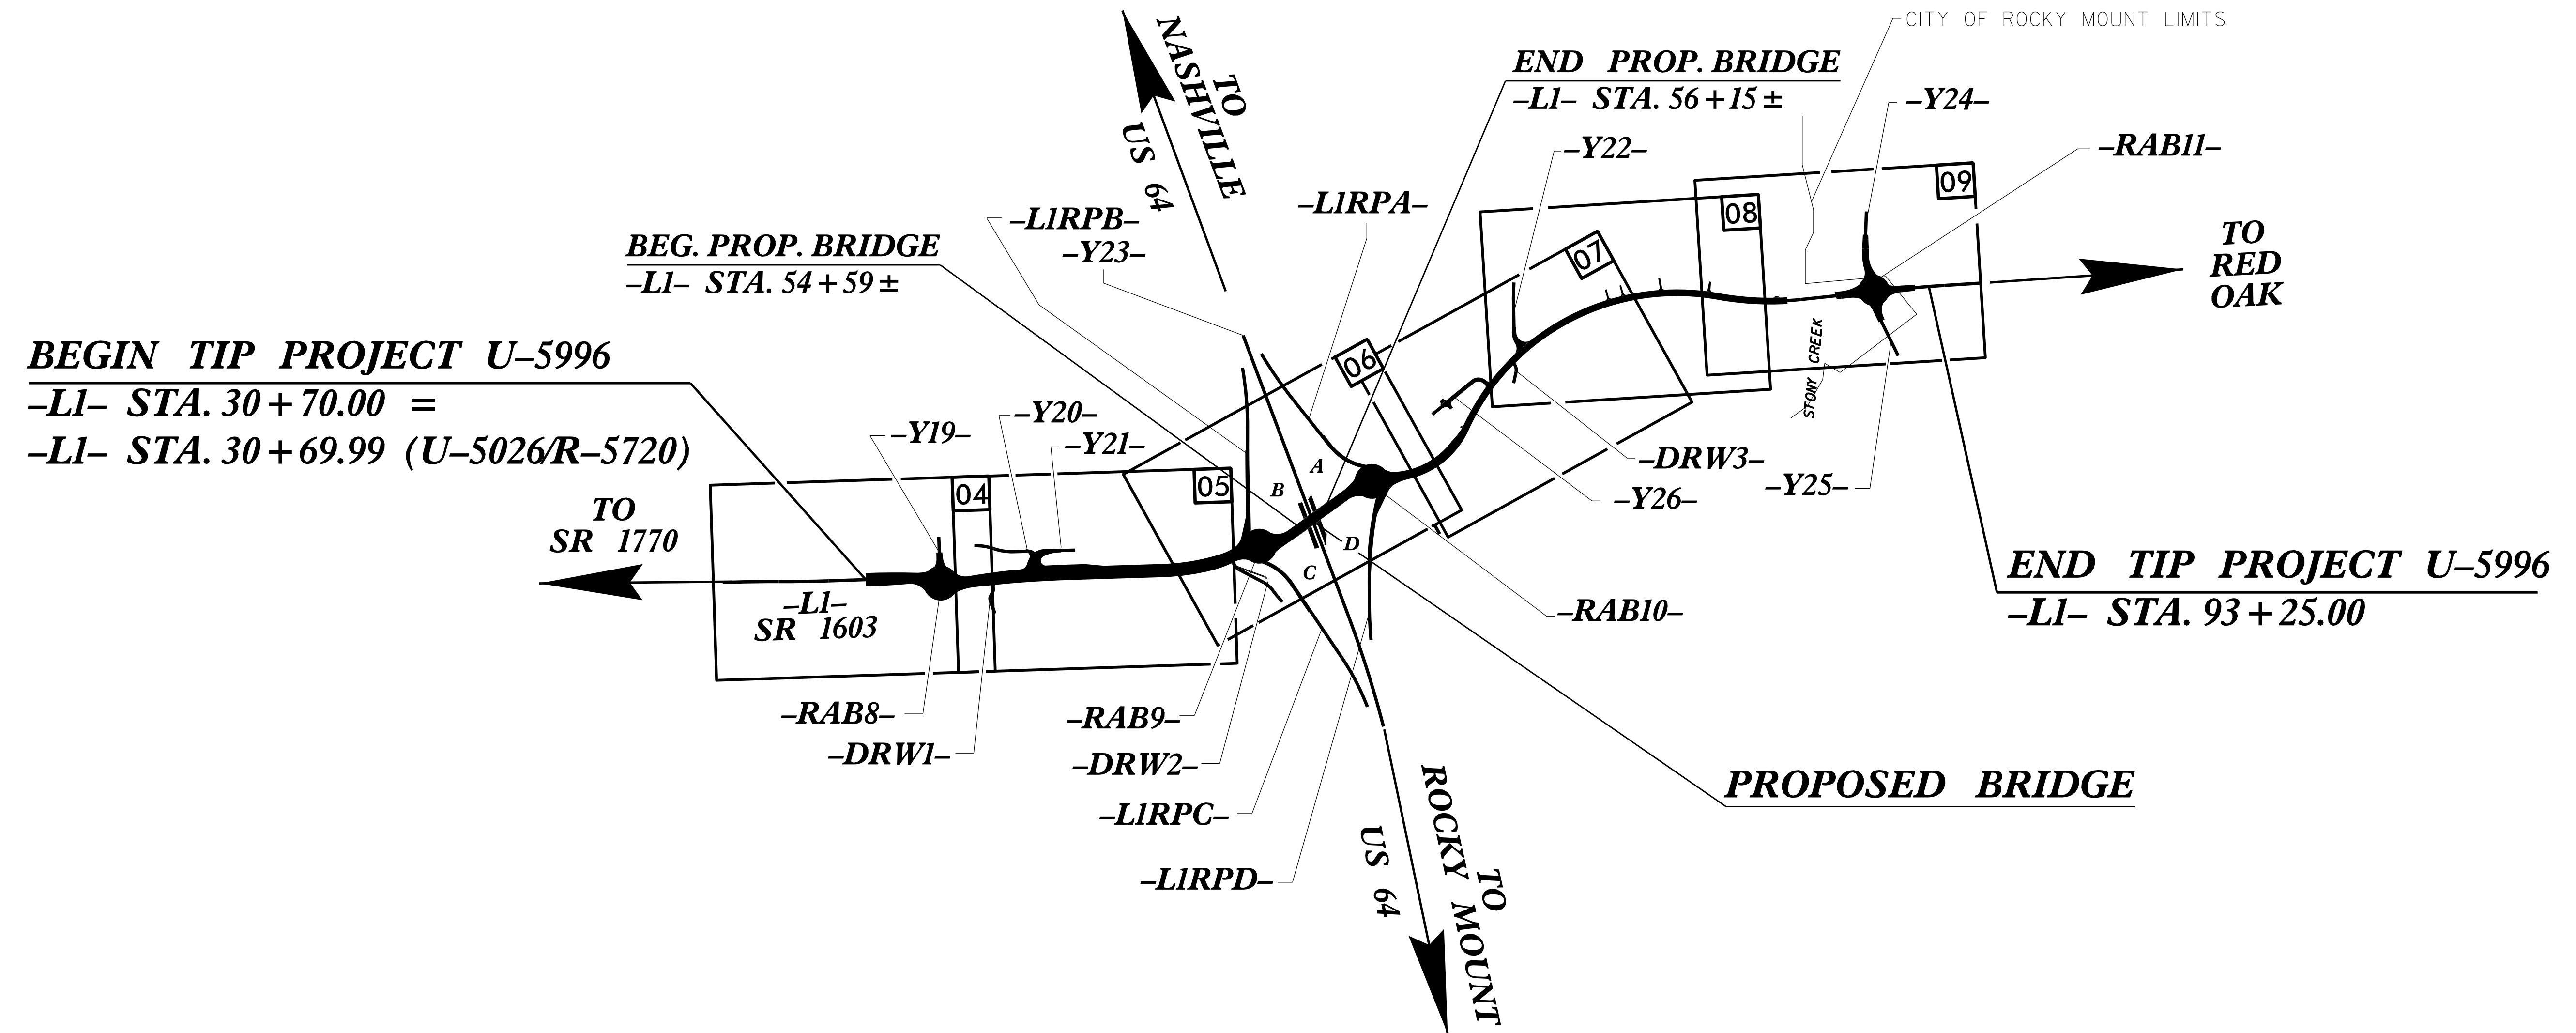 CITY OF ROCKY MOUNT LIMITS
TO
NASHVILLE
US 64
END PROP. BRIDGE
–L1– STA. 56+15 ±
–Y24–
–Y22–
–RAB11–
09
08
07
06
05
04
–L1RPA–
–L1RPB–
–Y23–
BEG. PROP. BRIDGE
–L1– STA. 54+59 ±
TO
RED
OAK
BEGIN TIP PROJECT U–5996
–L1– STA. 30+70.00 =
–L1– STA. 30+69.99 (U–5026/R–5720)
–Y19–
–Y20–
–Y21–
STONY CREEK
A
B
C
D
–DRW3–
–Y26–
–Y25–
TO
SR 1770
–L1–
SR 1603
END TIP PROJECT U–5996
–L1– STA. 93+25.00
–RAB10–
–RAB8–
–DRW1–
–RAB9–
–DRW2–
–L1RPC–
–L1RPD–
PROPOSED BRIDGE
TO
ROCKY MOUNT
US 64